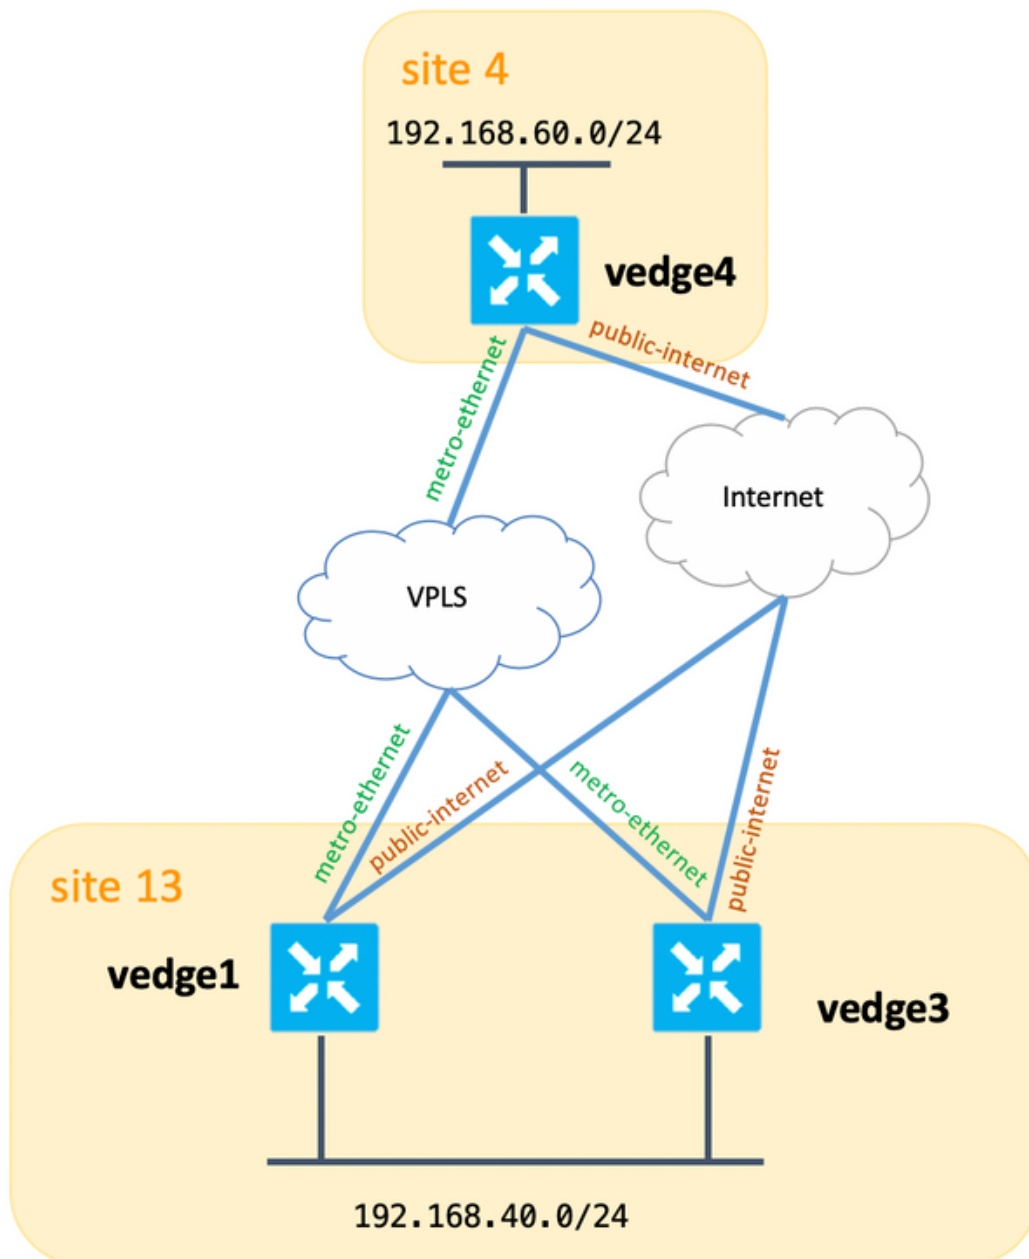 site 4
192.168.60.0/24
vedge4
public-internet
metro-ethernet
Internet
VPLS
metro-ethernet
public-internet
metro-ethernet
public-internet
site 13
vedge1
vedge3
192.168.40.0/24